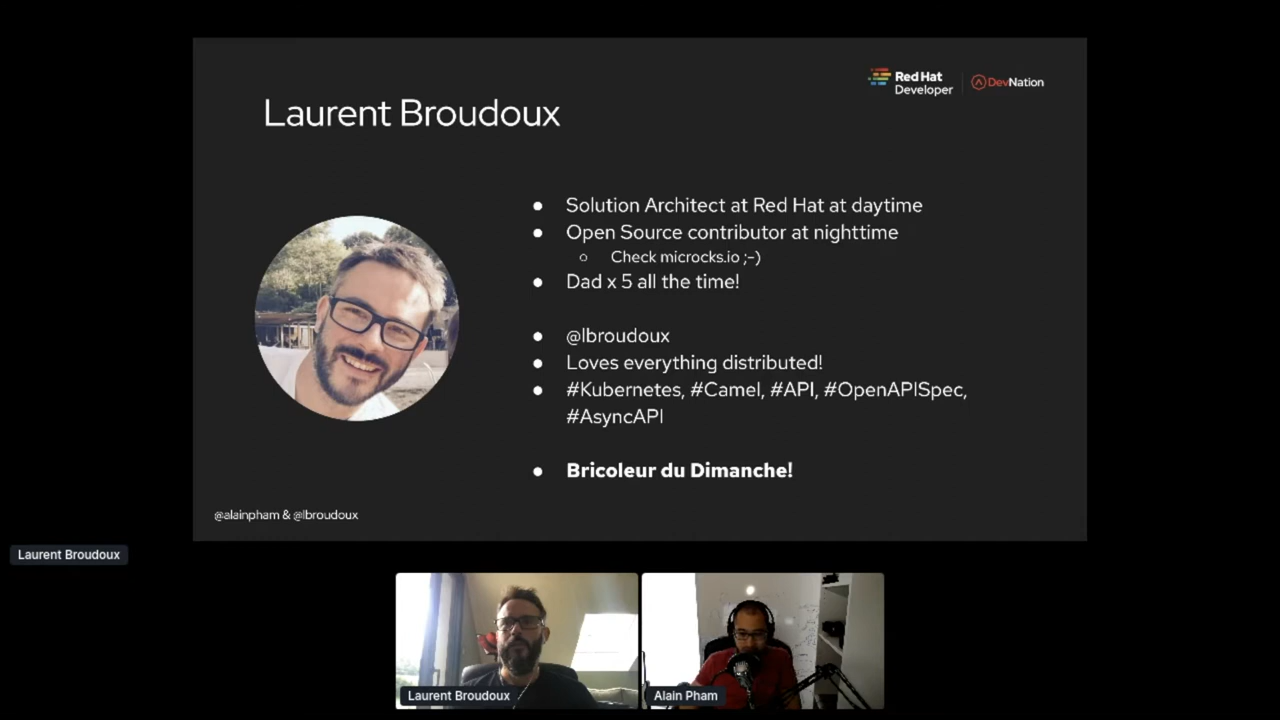 Red Hat
Developer
DevNation
Laurent Broudoux
● Solution Architect at Red Hat at daytime
● Open Source contributor at nighttime
○ Check microcks.io ;-)
● Dad x 5 all the time!
● @lbroudoux
● Loves everything distributed!
● #Kubernetes, #Camel, #API, #OpenAPISpec,
#AsyncAPI
● Bricoleur du Dimanche!
@alainpham & @lbroudoux
Laurent Broudoux
Laurent Broudoux
Alain Pham